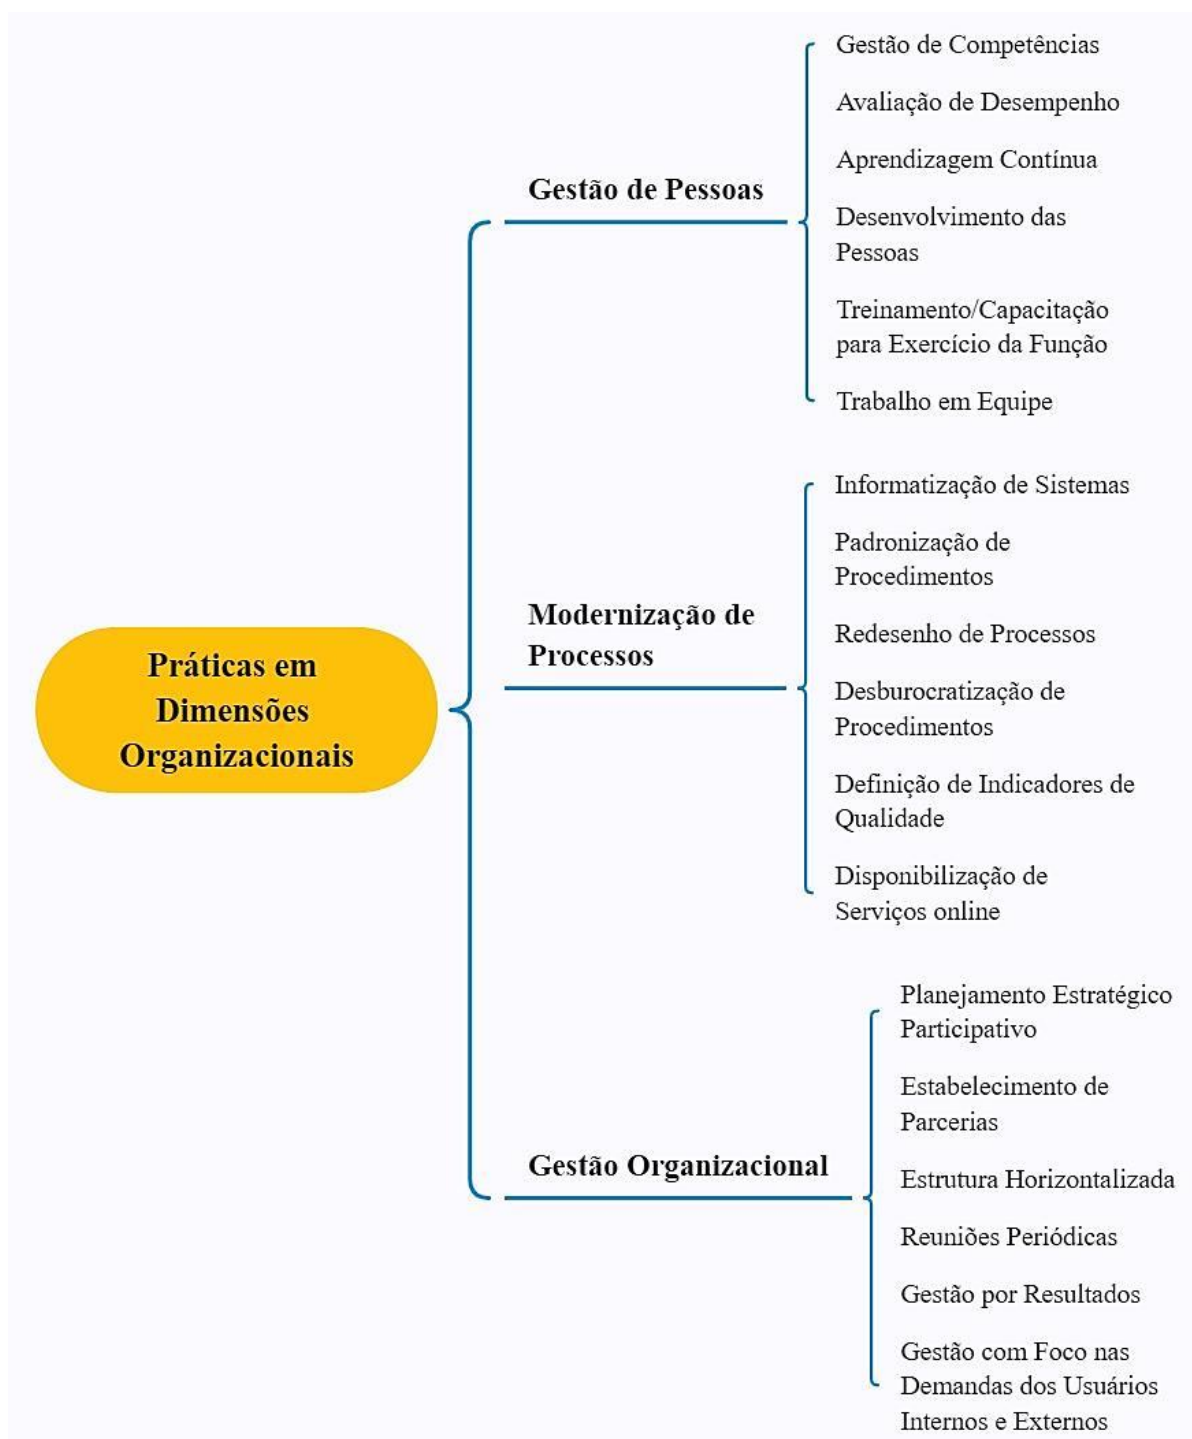 Práticas em
Dimensões
Organizacionais
Gestão de Pessoas
Gestão de Competências
Avaliação de Desempenho
Aprendizagem Contínua
Desenvolvimento das
Pessoas
Treinamento/Capacitação
para Exercício da Função
Trabalho em Equipe
Modernização de
Processos
Informatização de Sistemas
Padronização de
Procedimentos
Redesenho de Processos
Desburocratização de
Procedimentos
Definição de Indicadores de
Qualidade
Disponibilização de
Serviços online
Gestão Organizacional
Planejamento Estratégico
Participativo
Estabelecimento de
Parcerias
Estrutura Horizontalizada
Reuniões Periódicas
Gestão por Resultados
Gestão com Foco nas
Demandas dos Usuários
Internos e Externos